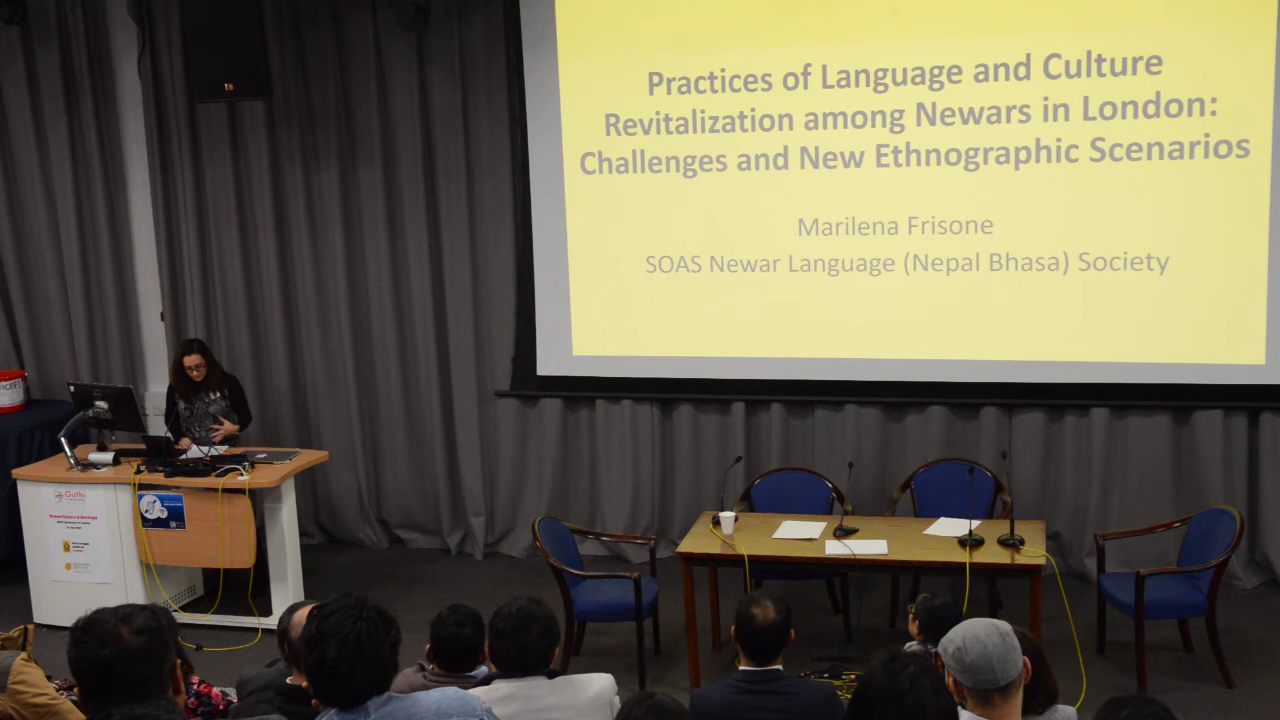 Practices of Language and Culture
Revitalization among Newars in London:
Challenges and New Ethnographic Scenarios
Marilena Frisone
SOAS Newar Language (Nepal Bhasa) Society
Guthi